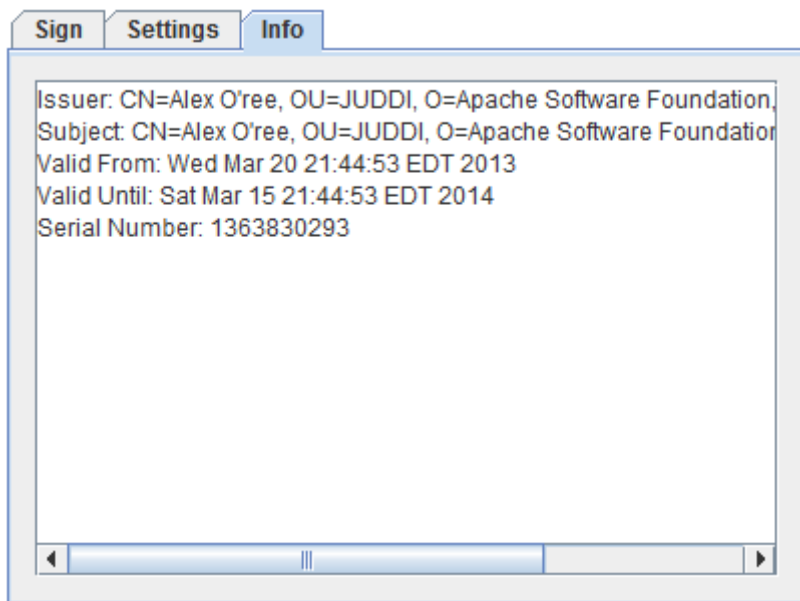 Sign Settings Info
Issuer: CN=Alex O'ree, OU=JUDDI, O=Apache Software Foundation,
Subject: CN=Alex O'ree, OU=JUDDI, O=Apache Software Foundation
Valid From: Wed Mar 20 21:44:53 EDT 2013
Valid Until: Sat Mar 15 21:44:53 EDT 2014
Serial Number: 1363830293